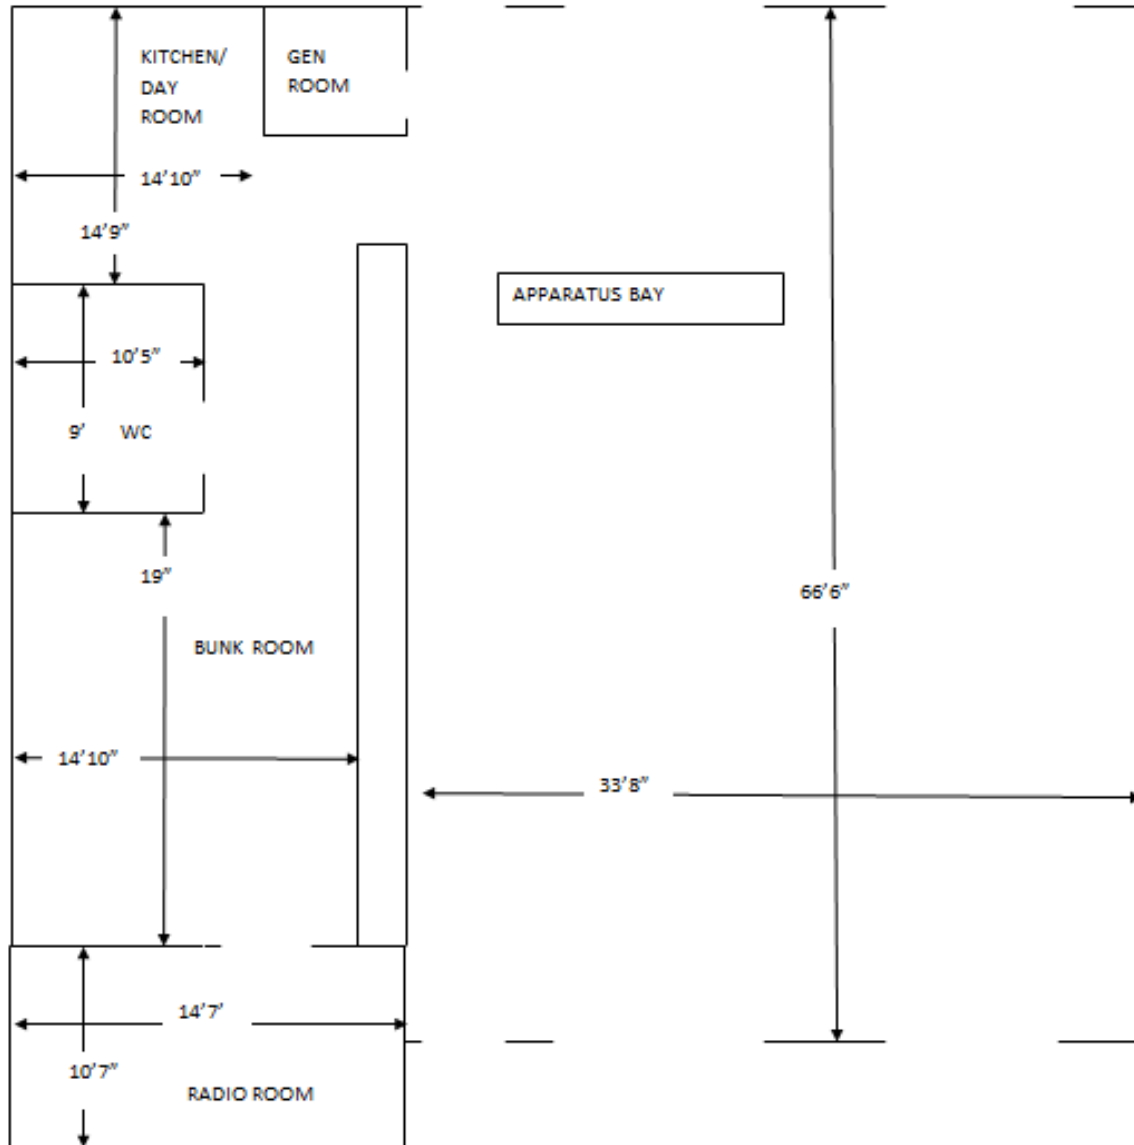 KITCHEN/
DAY
ROOM
GEN
ROOM
14'10"
14'9"
APPARATUS BAY
10'5"
9'
WC
19"
66'6"
BUNK ROOM
14'10"
33'8"
14'7'
10'7"
RADIO ROOM